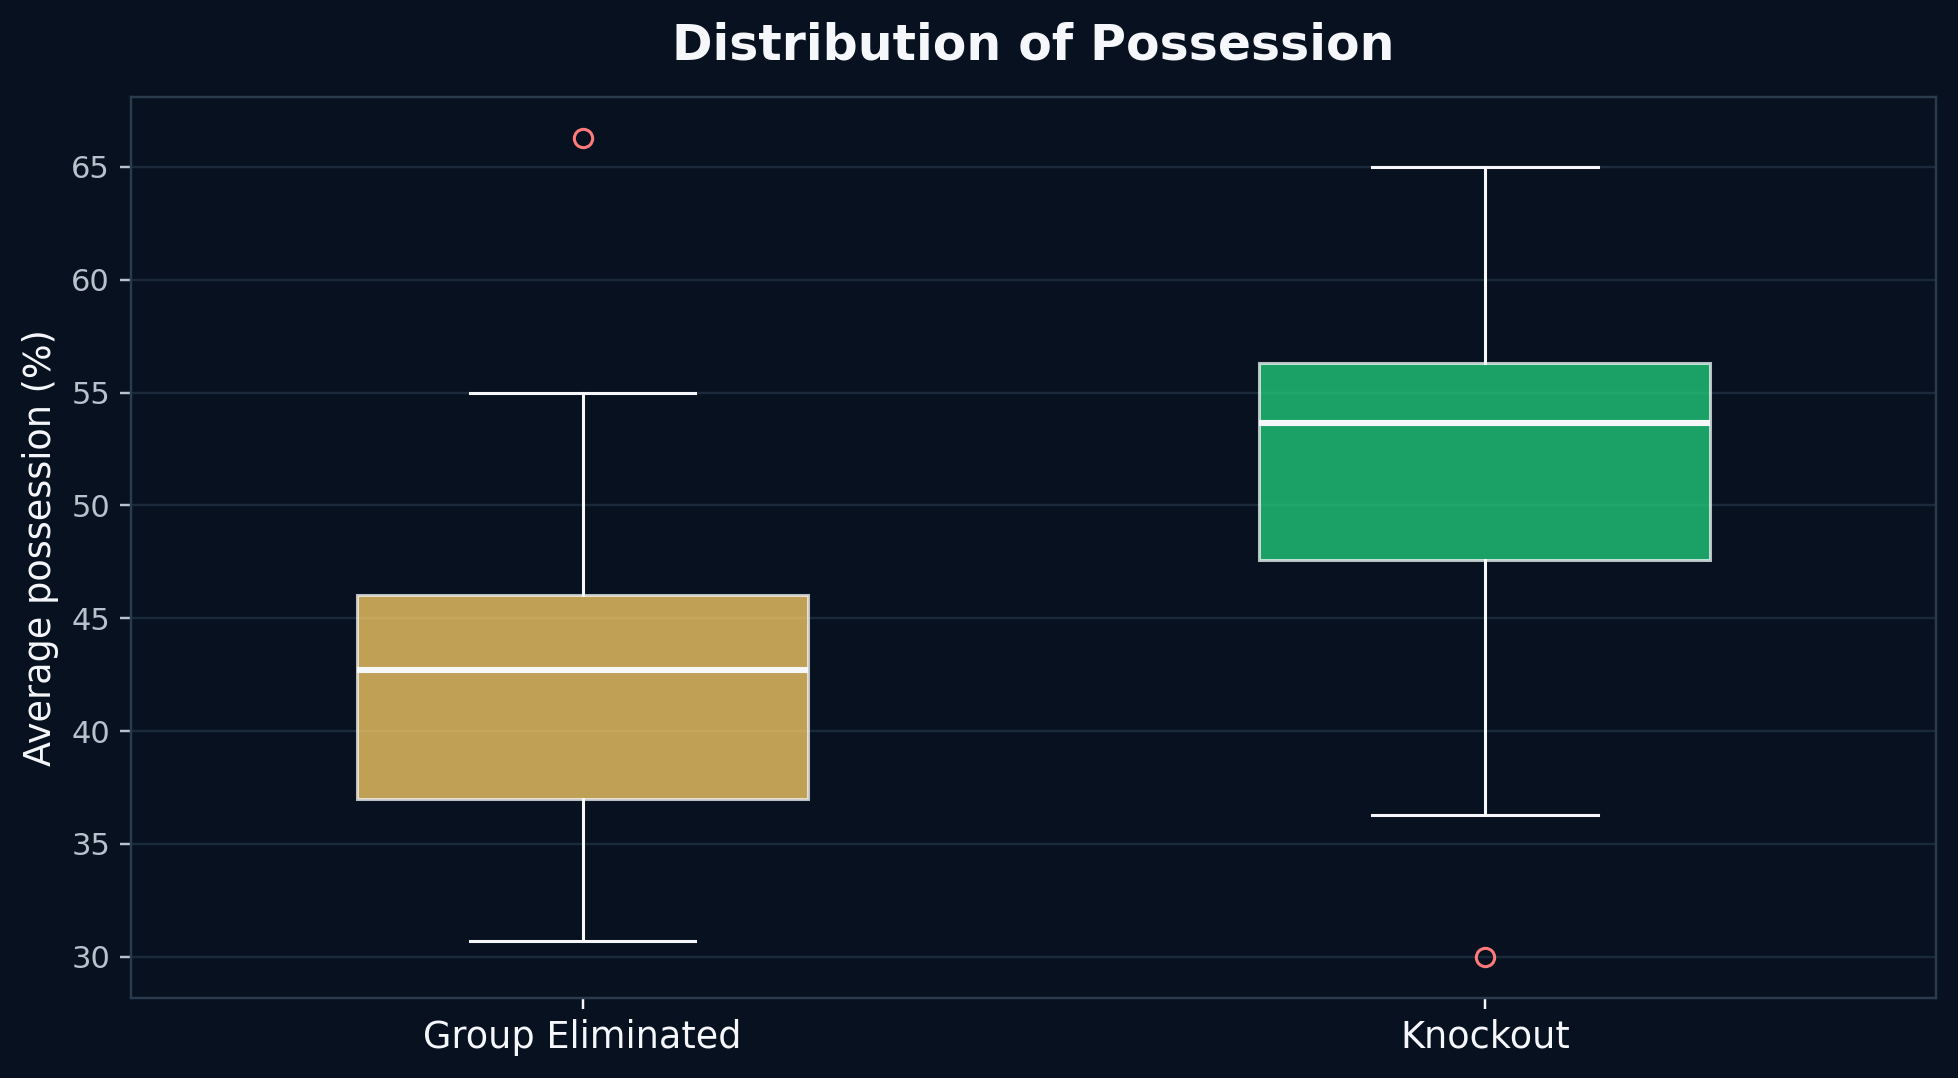 Distribution of Possession
Average possession (%)
65
60
55
50
45
40
35
30
Group Eliminated
Knockout